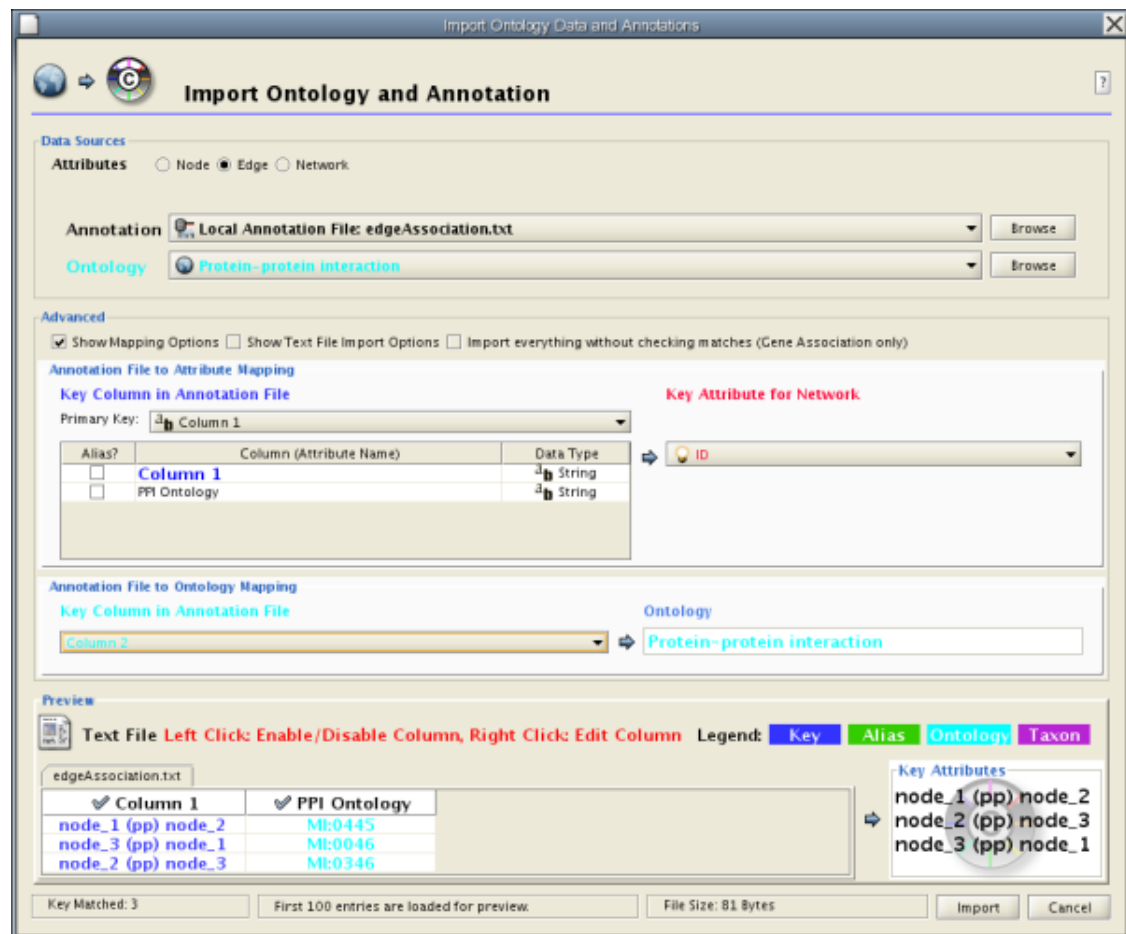 Import Ontology Data and Annotations
Import Ontology and Annotation
?
Data Sources
Attributes Node Edge Network
Annotation Local Annotation File: edgeAssociation.txt Browse
Ontology Protein-protein interaction Browse
Advanced
Show Mapping Options Show Text File Import Options Import everything without checking matches (Gene Association only)
Annotation File to Attribute Mapping
Key Column in Annotation File Key Attribute for Network
Primary Key: ab Column 1
Alias? Column (Attribute Name) Data Type ID
Column 1 ab String
PPI Ontology ab String
Annotation File to Ontology Mapping
Key Column in Annotation File Ontology
Column 2 Protein-protein interaction
Preview
Text File Left Click: Enable/Disable Column, Right Click: Edit Column Legend: Key Alias Ontology Taxon
edgeAssociation.txt Key Attributes
Column 1 PPI Ontology node_1 (pp) node_2
node_1 (pp) node_2 MI:0445 node_2 (pp) node_3
node_3 (pp) node_1 MI:0046 node_3 (pp) node_1
node_2 (pp) node_3 MI:0346
Key Matched: 3 First 100 entries are loaded for preview. File Size: 81 Bytes Import Cancel